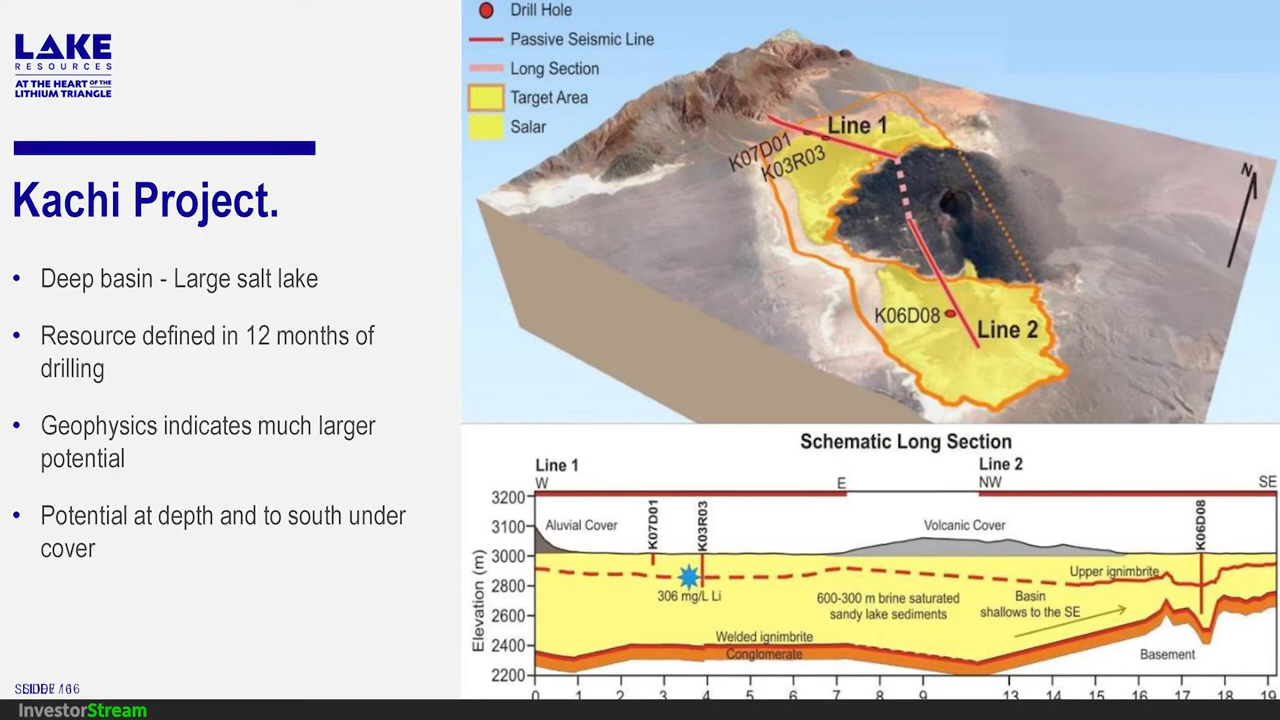 LAKE
RESOURCES
AT THE HEART OF THE
LITHIUM TRIANGLE
Kachi Project.
• Deep basin - Large salt lake
• Resource defined in 12 months of
drilling
• Geophysics indicates much larger
potential
• Potential at depth and to south under
cover
InvestorStream
Drill Hole
Passive Seismic Line
Long Section
Target Area
Salar
Line 1
K07D01
K03R03
N
K06D08
Line 2
Schematic Long Section
Line 1
Line 2
W
E
NW
SE
Elevation (m)
3200
3100
3000
2800
2600
2400
2200
Aluvial Cover
K07D01
K03R03
Volcanic Cover
K06D08
Upper ignimbrite
306 mg/L Li
600-300 m brine saturated
sandy lake sediments
Basin
shallows to the SE
Welded ignimbrite
Conglomerate
Basement
0 1 2 3 4 5 6 7 8 9 13 14 15 16 17 18 19